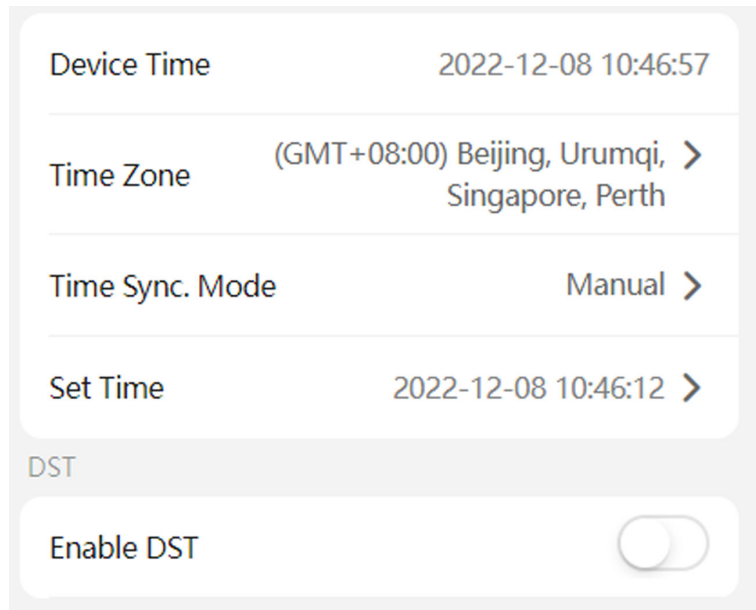 Device Time 2022-12-08 10:46:57
Time Zone (GMT+08:00) Beijing, Urumqi,
Singapore, Perth
Time Sync. Mode Manual
Set Time 2022-12-08 10:46:12
DST
Enable DST